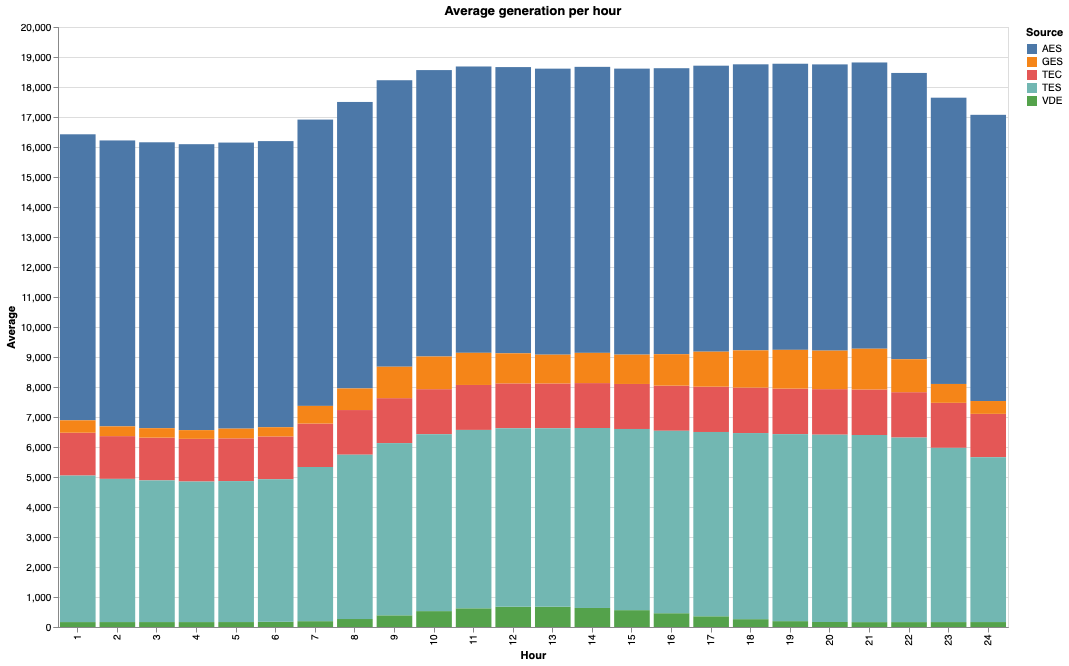 Average generation per hour
20,000
19,000
18,000
17,000
16,000
15,000
14,000
13,000
12,000
11,000
10,000
9,000
8,000
7,000
6,000
5,000
4,000
3,000
2,000
1,000
0
Average
1 2 3 4 5 6 7 8 9 10 11 12 13 14 15 16 17 18 19 20 21 22 23 24
Hour
Source
AES
GES
TEC
TES
VDE